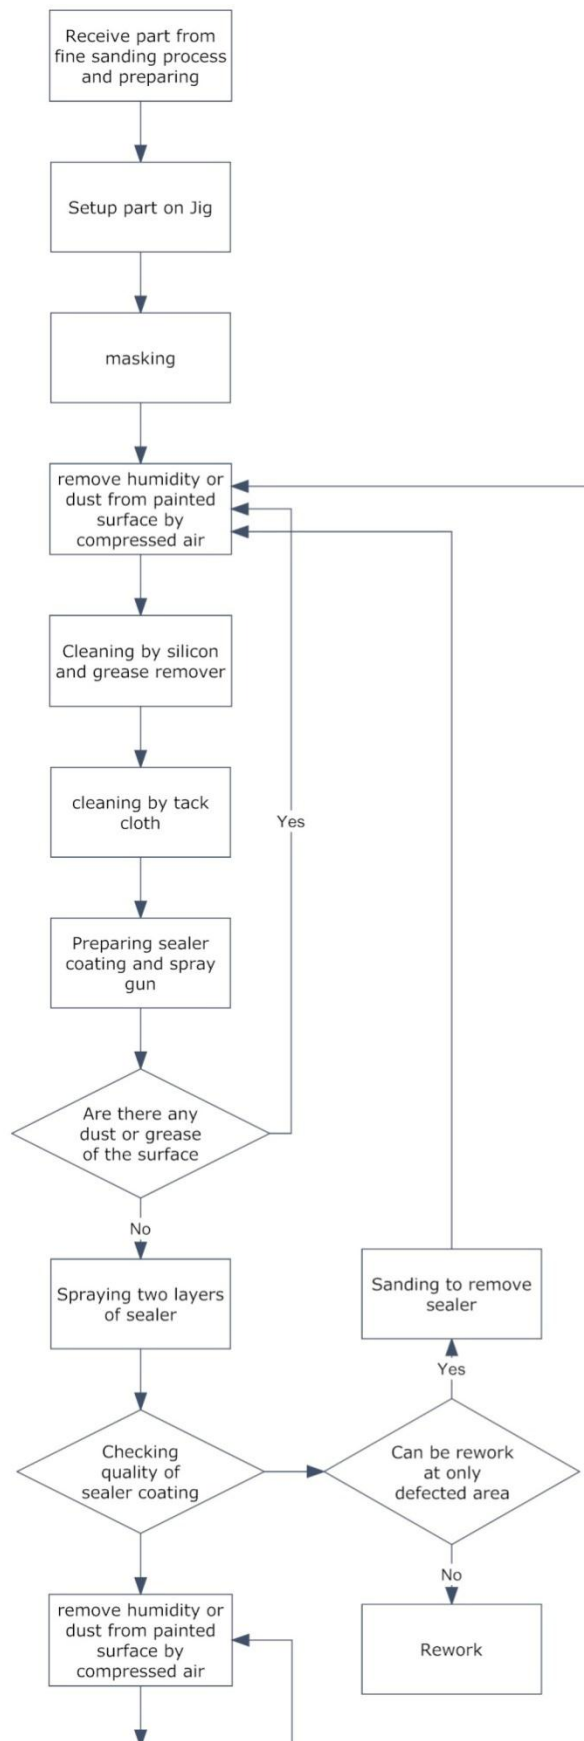 Receive part from
fine sanding process
and preparing
Setup part on Jig
masking
remove humidity or
dust from painted
surface by
compressed air
Cleaning by silicon
and grease remover
cleaning by tack
cloth
Yes
Preparing sealer
coating and spray
gun
Are there any
dust or grease
of the surface
No
Spraying two layers
of sealer
Sanding to remove
sealer
Yes
Checking
quality of
sealer coating
Can be rework
at only
defected area
No
remove humidity or
dust from painted
surface by
compressed air
Rework